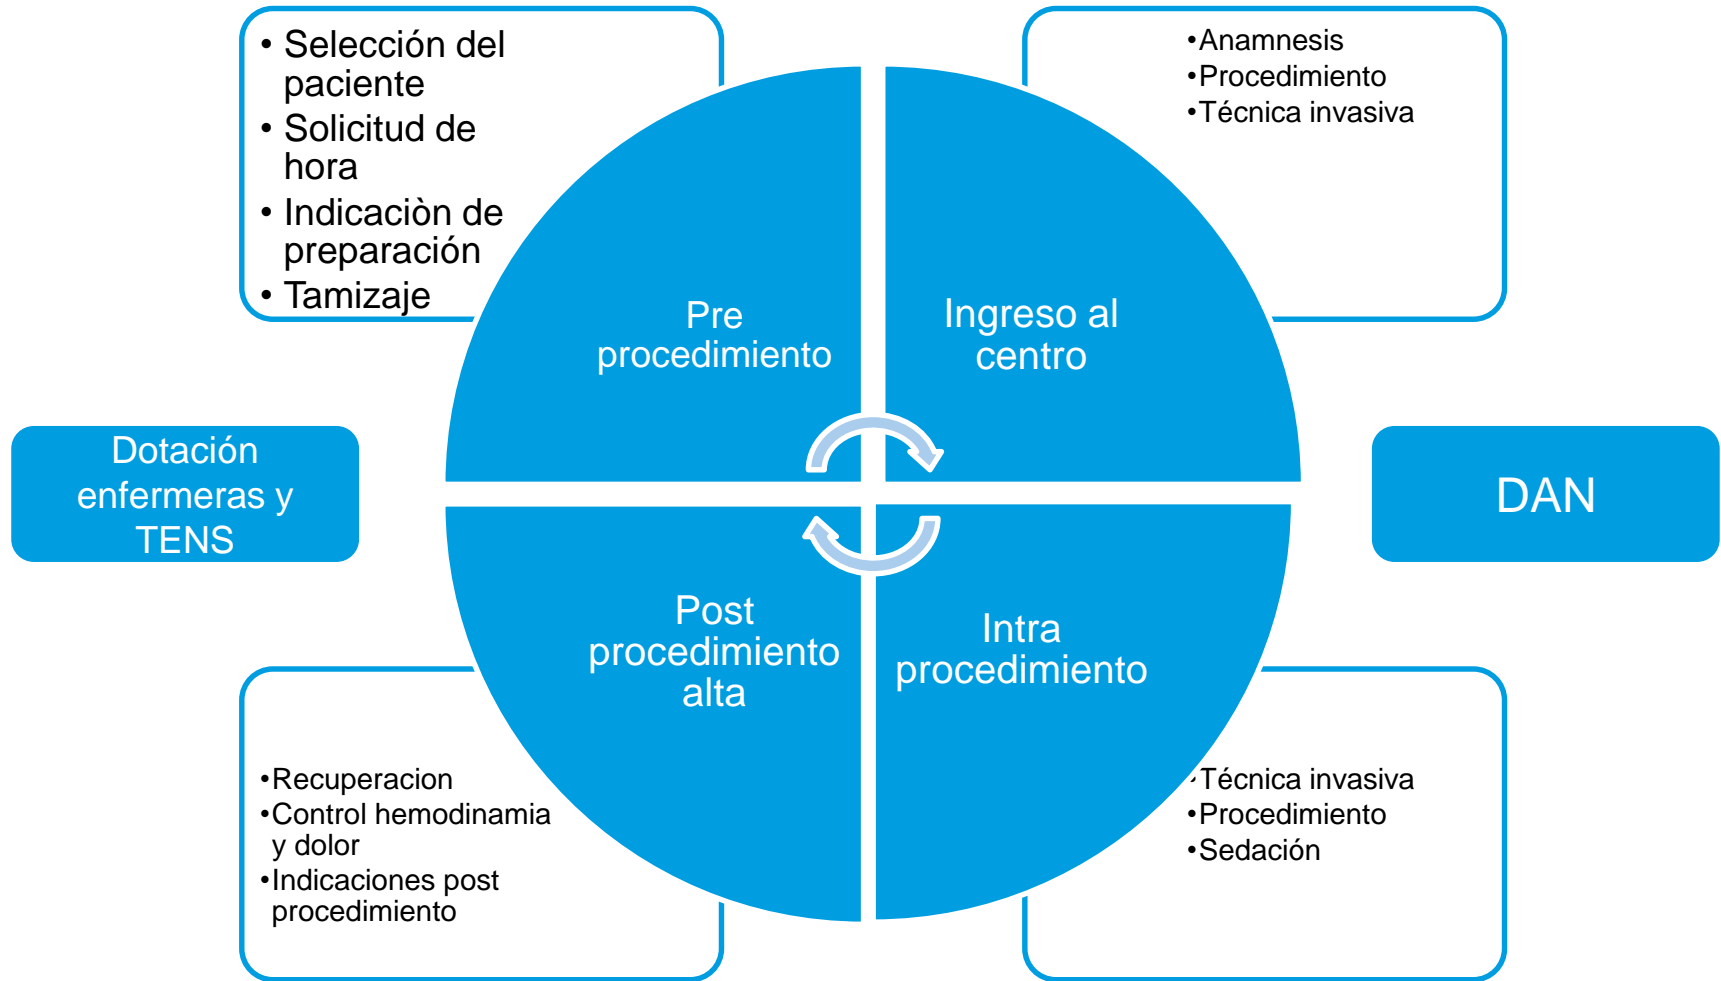 • Selección del
paciente
• Solicitud de
hora
• Indicaciòn de
preparación
• Tamizaje
•Anamnesis
•Procedimiento
•Técnica invasiva
Pre
procedimiento
Ingreso al
centro
Dotación
enfermeras y
TENS
DAN
Post
procedimiento
alta
Intra
procedimiento
•Recuperacion
•Control hemodinamia
y dolor
•Indicaciones post
procedimiento
•Técnica invasiva
•Procedimiento
•Sedación